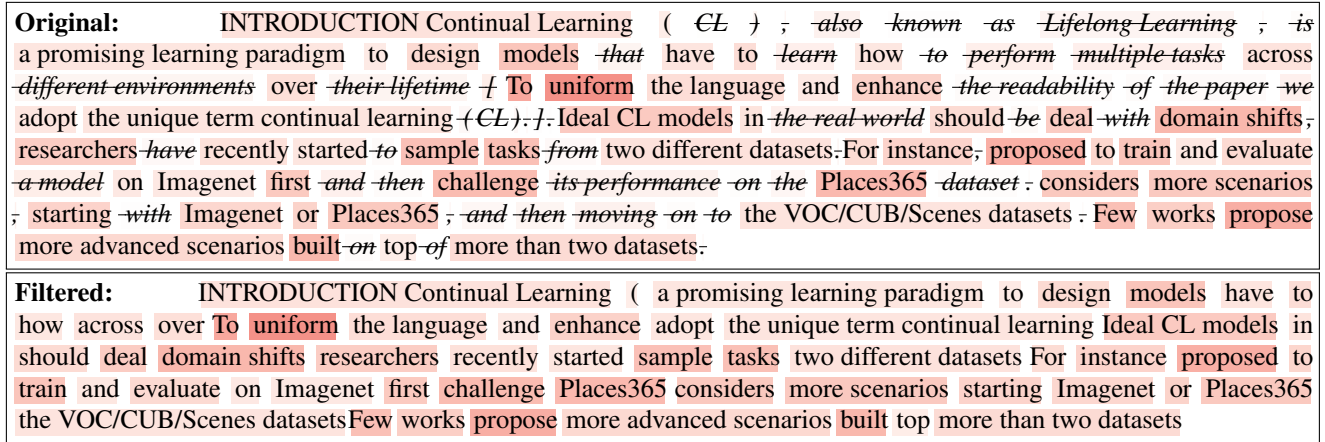 Original: INTRODUCTION Continual Learning ( CL ) , also known as Lifelong Learning , is
a promising learning paradigm to design models that have to learn how to perform multiple tasks across
different environments over their lifetime [ To uniform the language and enhance the readability of the paper we
adopt the unique term continual learning (CL). ]. Ideal CL models in the real world should be deal with domain shifts,
researchers have recently started to sample tasks from two different datasets. For instance, proposed to train and evaluate
a model on Imagenet first and then challenge its performance on the Places365 dataset . considers more scenarios
, starting with Imagenet or Places365 , and then moving on to the VOC/CUB/Scenes datasets . Few works propose
more advanced scenarios built on top of more than two datasets.
Filtered: INTRODUCTION Continual Learning ( a promising learning paradigm to design models have to
how across over To uniform the language and enhance adopt the unique term continual learning Ideal CL models in
should deal domain shifts researchers recently started sample tasks two different datasets For instance proposed to
train and evaluate on Imagenet first challenge Places365 considers more scenarios starting Imagenet or Places365
the VOC/CUB/Scenes datasetsFew works propose more advanced scenarios built top more than two datasets